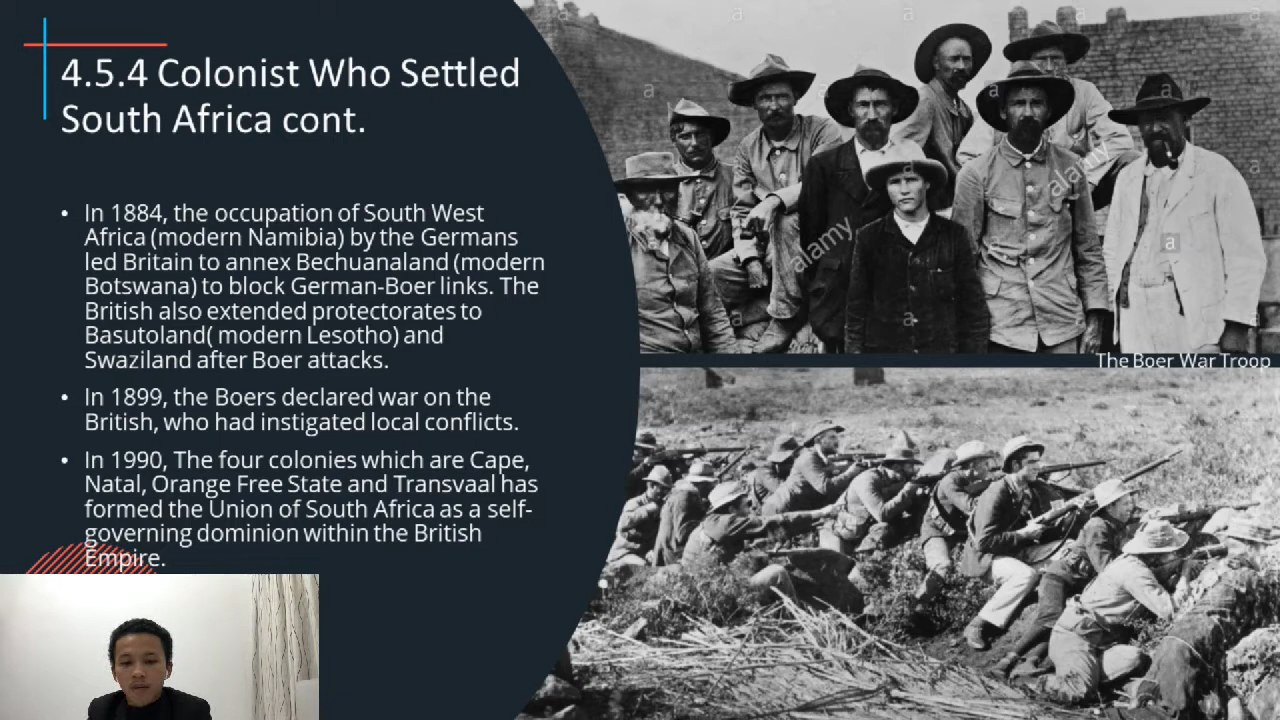 4.5.4 Colonist Who Settled
South Africa cont.
• In 1884, the occupation of South West
Africa (modern Namibia) by the Germans
led Britain to annex Bechuanaland (modern
Botswana) to block German-Boer links. The
British also extended protectorates to
Basutoland( modern Lesotho) and
Swaziland after Boer attacks.
• In 1899, the Boers declared war on the
British, who had instigated local conflicts.
• In 1990, The four colonies which are Cape,
Natal, Orange Free State and Transvaal has
formed the Union of South Africa as a self-
governing dominion within the British
Empire.
a
a
a
a
a
a
alamy
alamy
a
a
a
a
a
The Boer War Troop